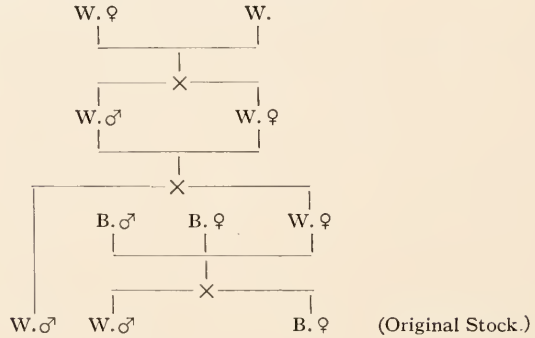 W. ♀ W.
×
W. ♂ W. ♀
×
B. ♂ B. ♀ W. ♀
×
W. ♂ W. ♂ B. ♀ (Original Stock.)